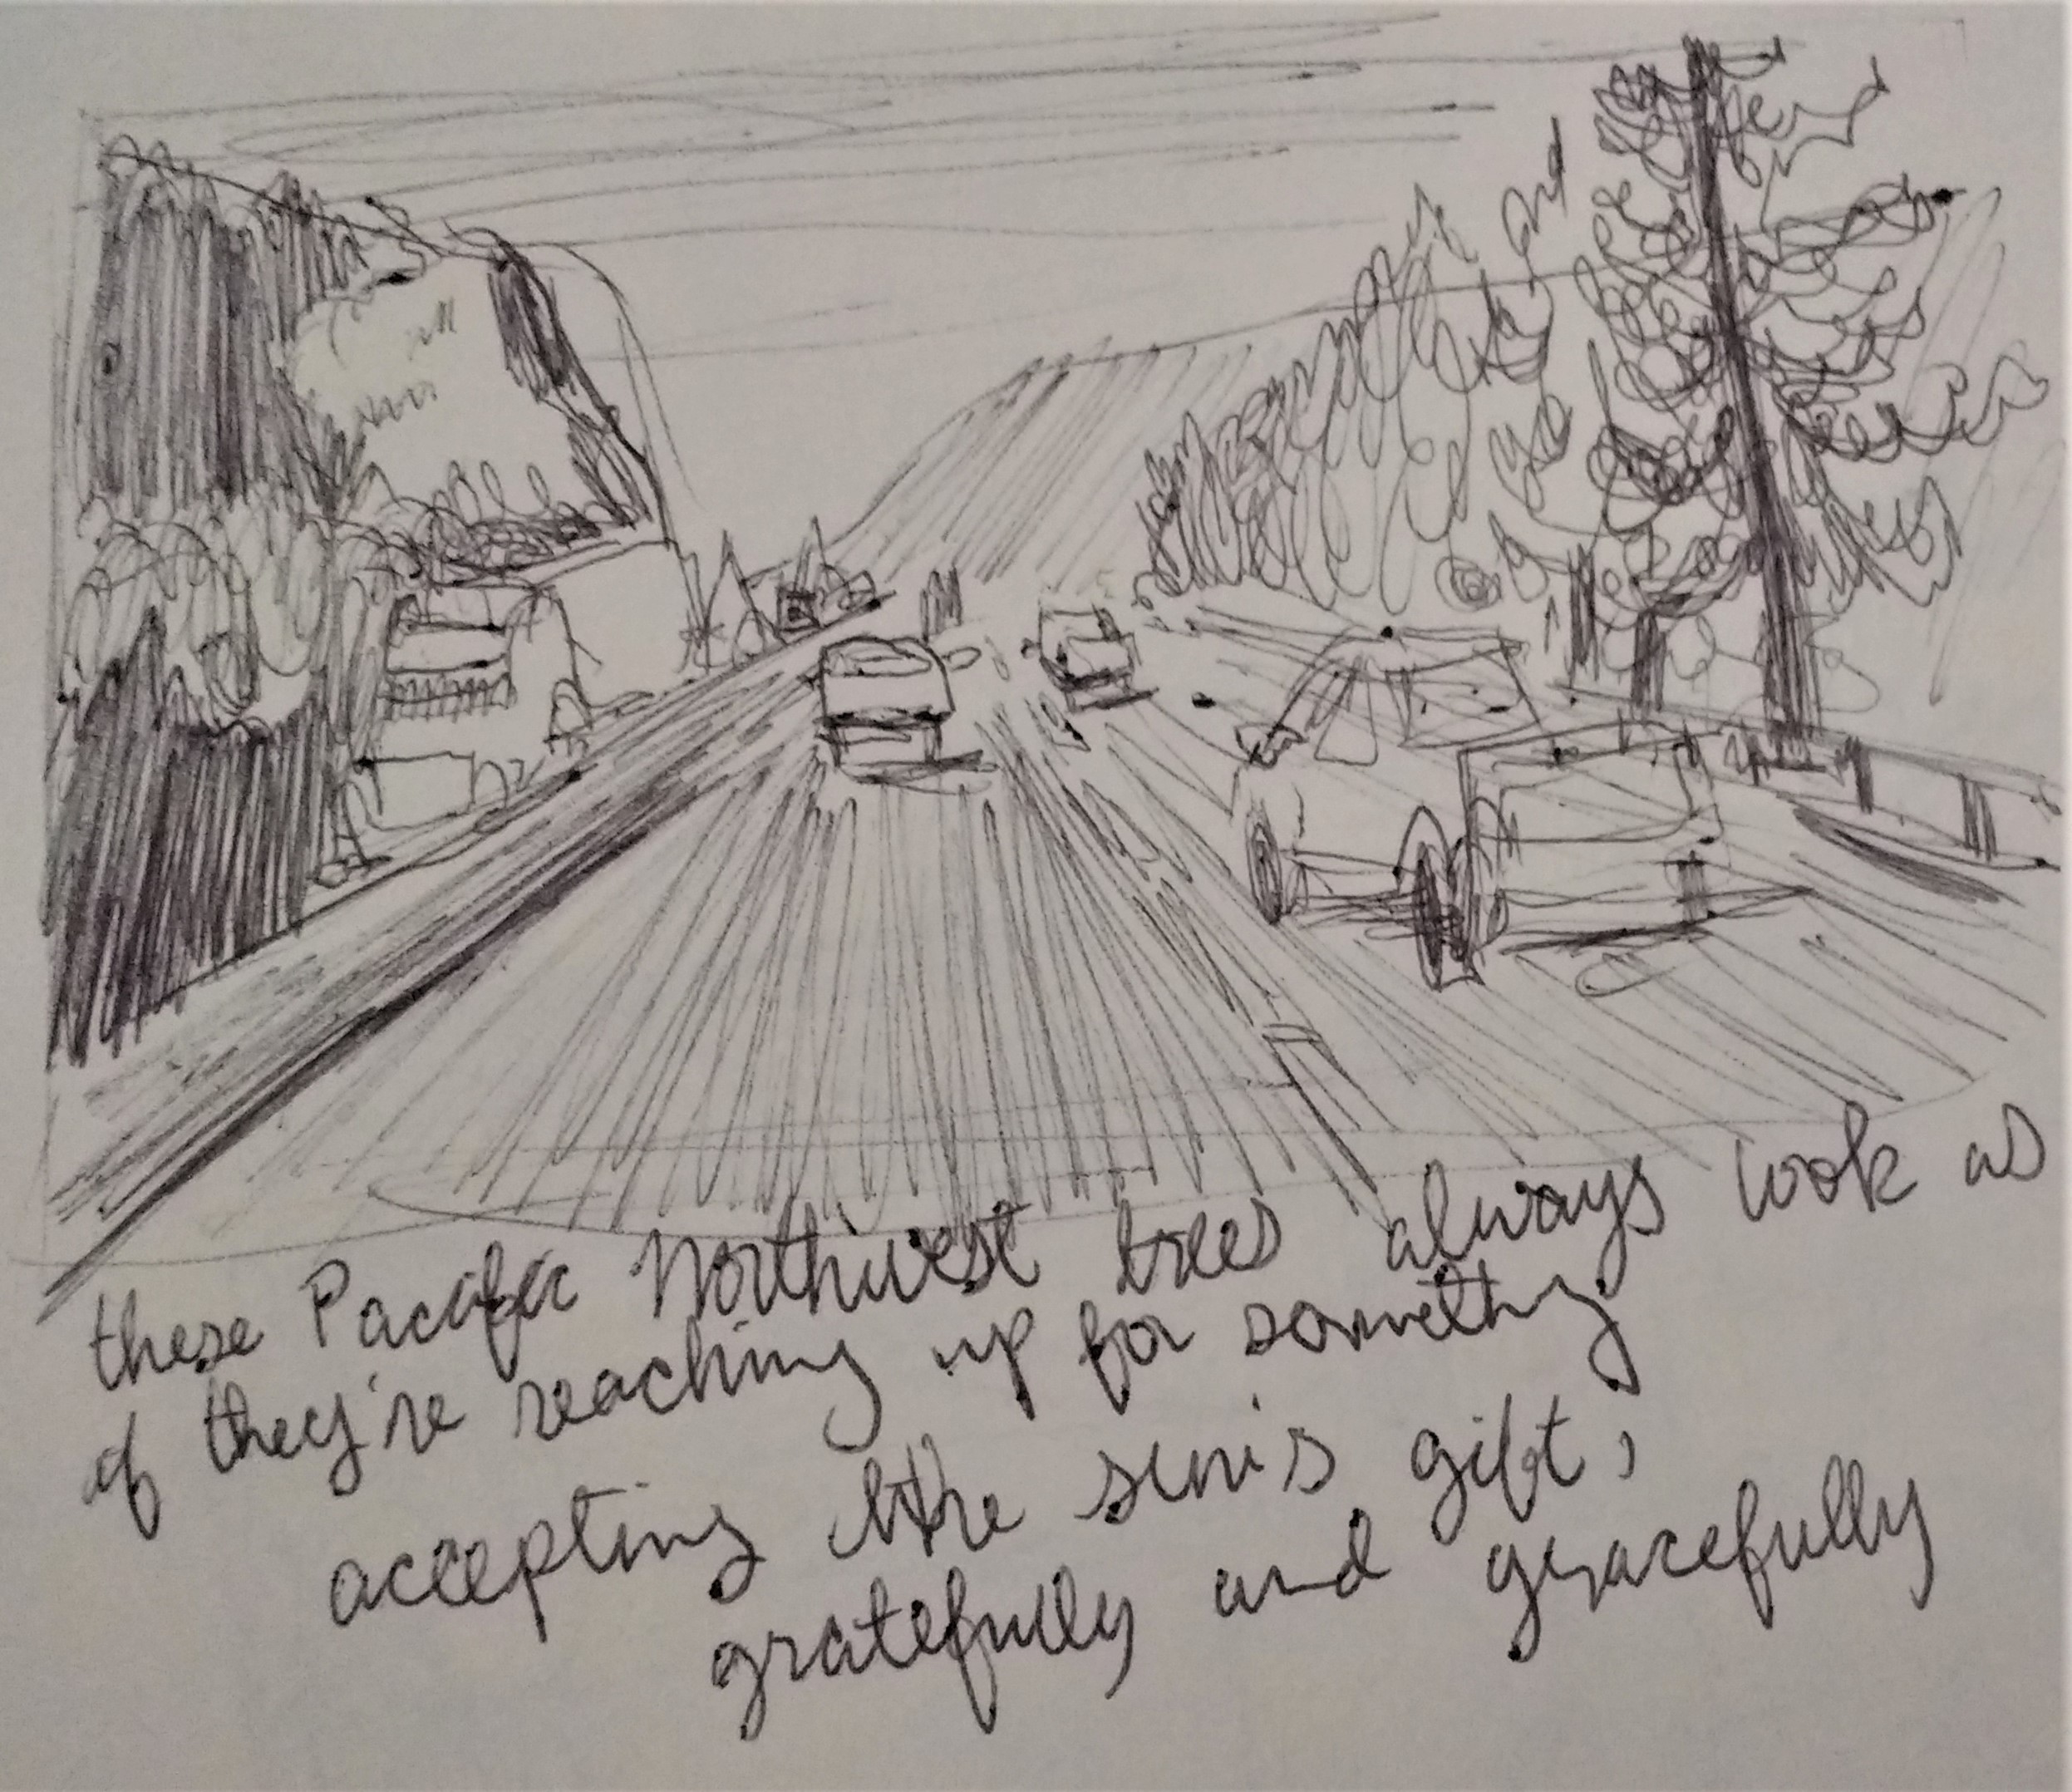 these Pacific Northwest trees always look as
if they're reaching up for somethg
accepting the sun's gift,
gratefully and gracefully